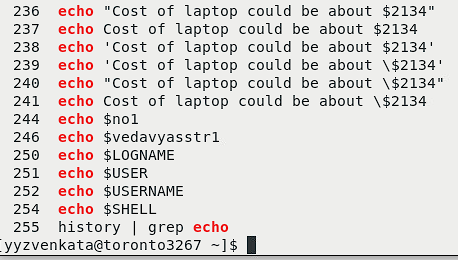 236 echo "Cost of laptop could be about $2134"
237 echo Cost of laptop could be about $2134
238 echo 'Cost of laptop could be about $2134'
239 echo 'Cost of laptop could be about \$2134'
240 echo "Cost of laptop could be about \$2134"
241 echo Cost of laptop could be about \$2134
244 echo $no1
246 echo $vedavyasstr1
250 echo $LOGNAME
251 echo $USER
252 echo $USERNAME
254 echo $SHELL
255 history | grep echo
[yyzvenkata@toronto3267 ~]$